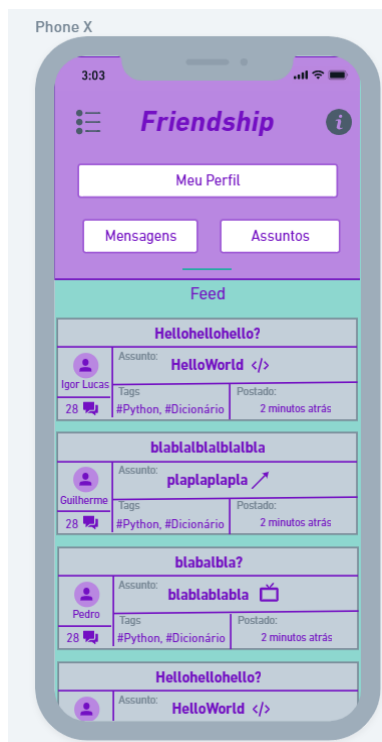 Phone X
3:03
Friendship
i
Meu Perfil
Mensagens
Assuntos
Feed
Hellohellohello?
Igor Lucas
28
Assunto:
HelloWorld </>
Tags
#Python, #Dicionário
Postado:
2 minutos atrás
blablalblalblalbla
Guilherme
28
Assunto:
plaplaplapla
Tags
#Python, #Dicionário
Postado:
2 minutos atrás
blabalbla?
Pedro
28
Assunto:
blablablabla
Tags
#Python, #Dicionário
Postado:
2 minutos atrás
Hellohellohello?
Assunto:
HelloWorld </>